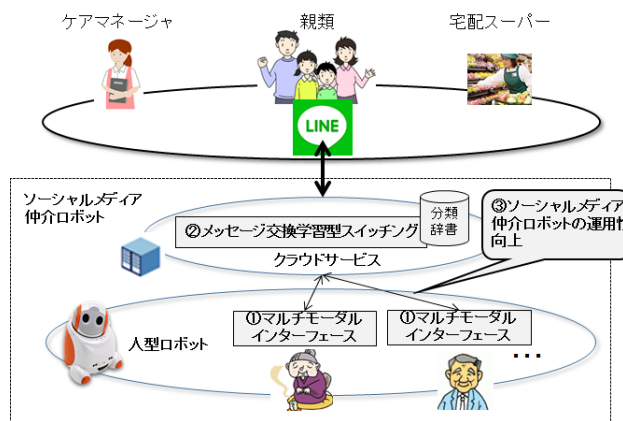 ケアマネージャ
親類
宅配スーパー
LINE
ソーシャルメディア
仲介ロボット
②メッセージ交換学習型スイッチング
分類
辞書
③ソーシャルメディア
仲介ロボットの運用性
向上
クラウドサービス
人型ロボット
①マルチモーダル
インターフェース
①マルチモーダル
インターフェース
・・・